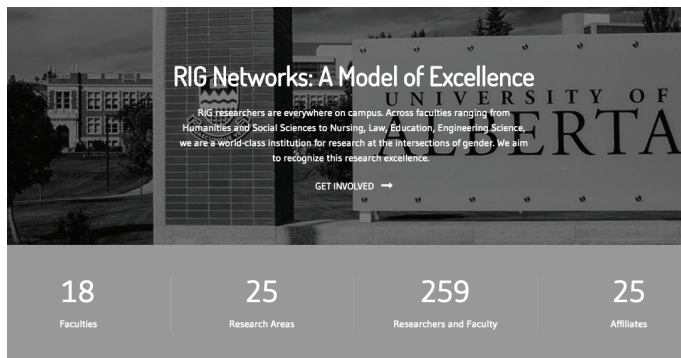 RIG Networks: A Model of Excellence
UNIVERSITY OF
ALBERTA
RIG researchers are everywhere on campus. Across faculties ranging from
Humanities and Social Sciences to Nursing, Law, Education, Engineering Science,
we are a world-class institution for research at the intersections of gender. We aim
to recognize this research excellence.
GET INVOLVED
18
Faculties
25
Research Areas
259
Researchers and Faculty
25
Affiliates